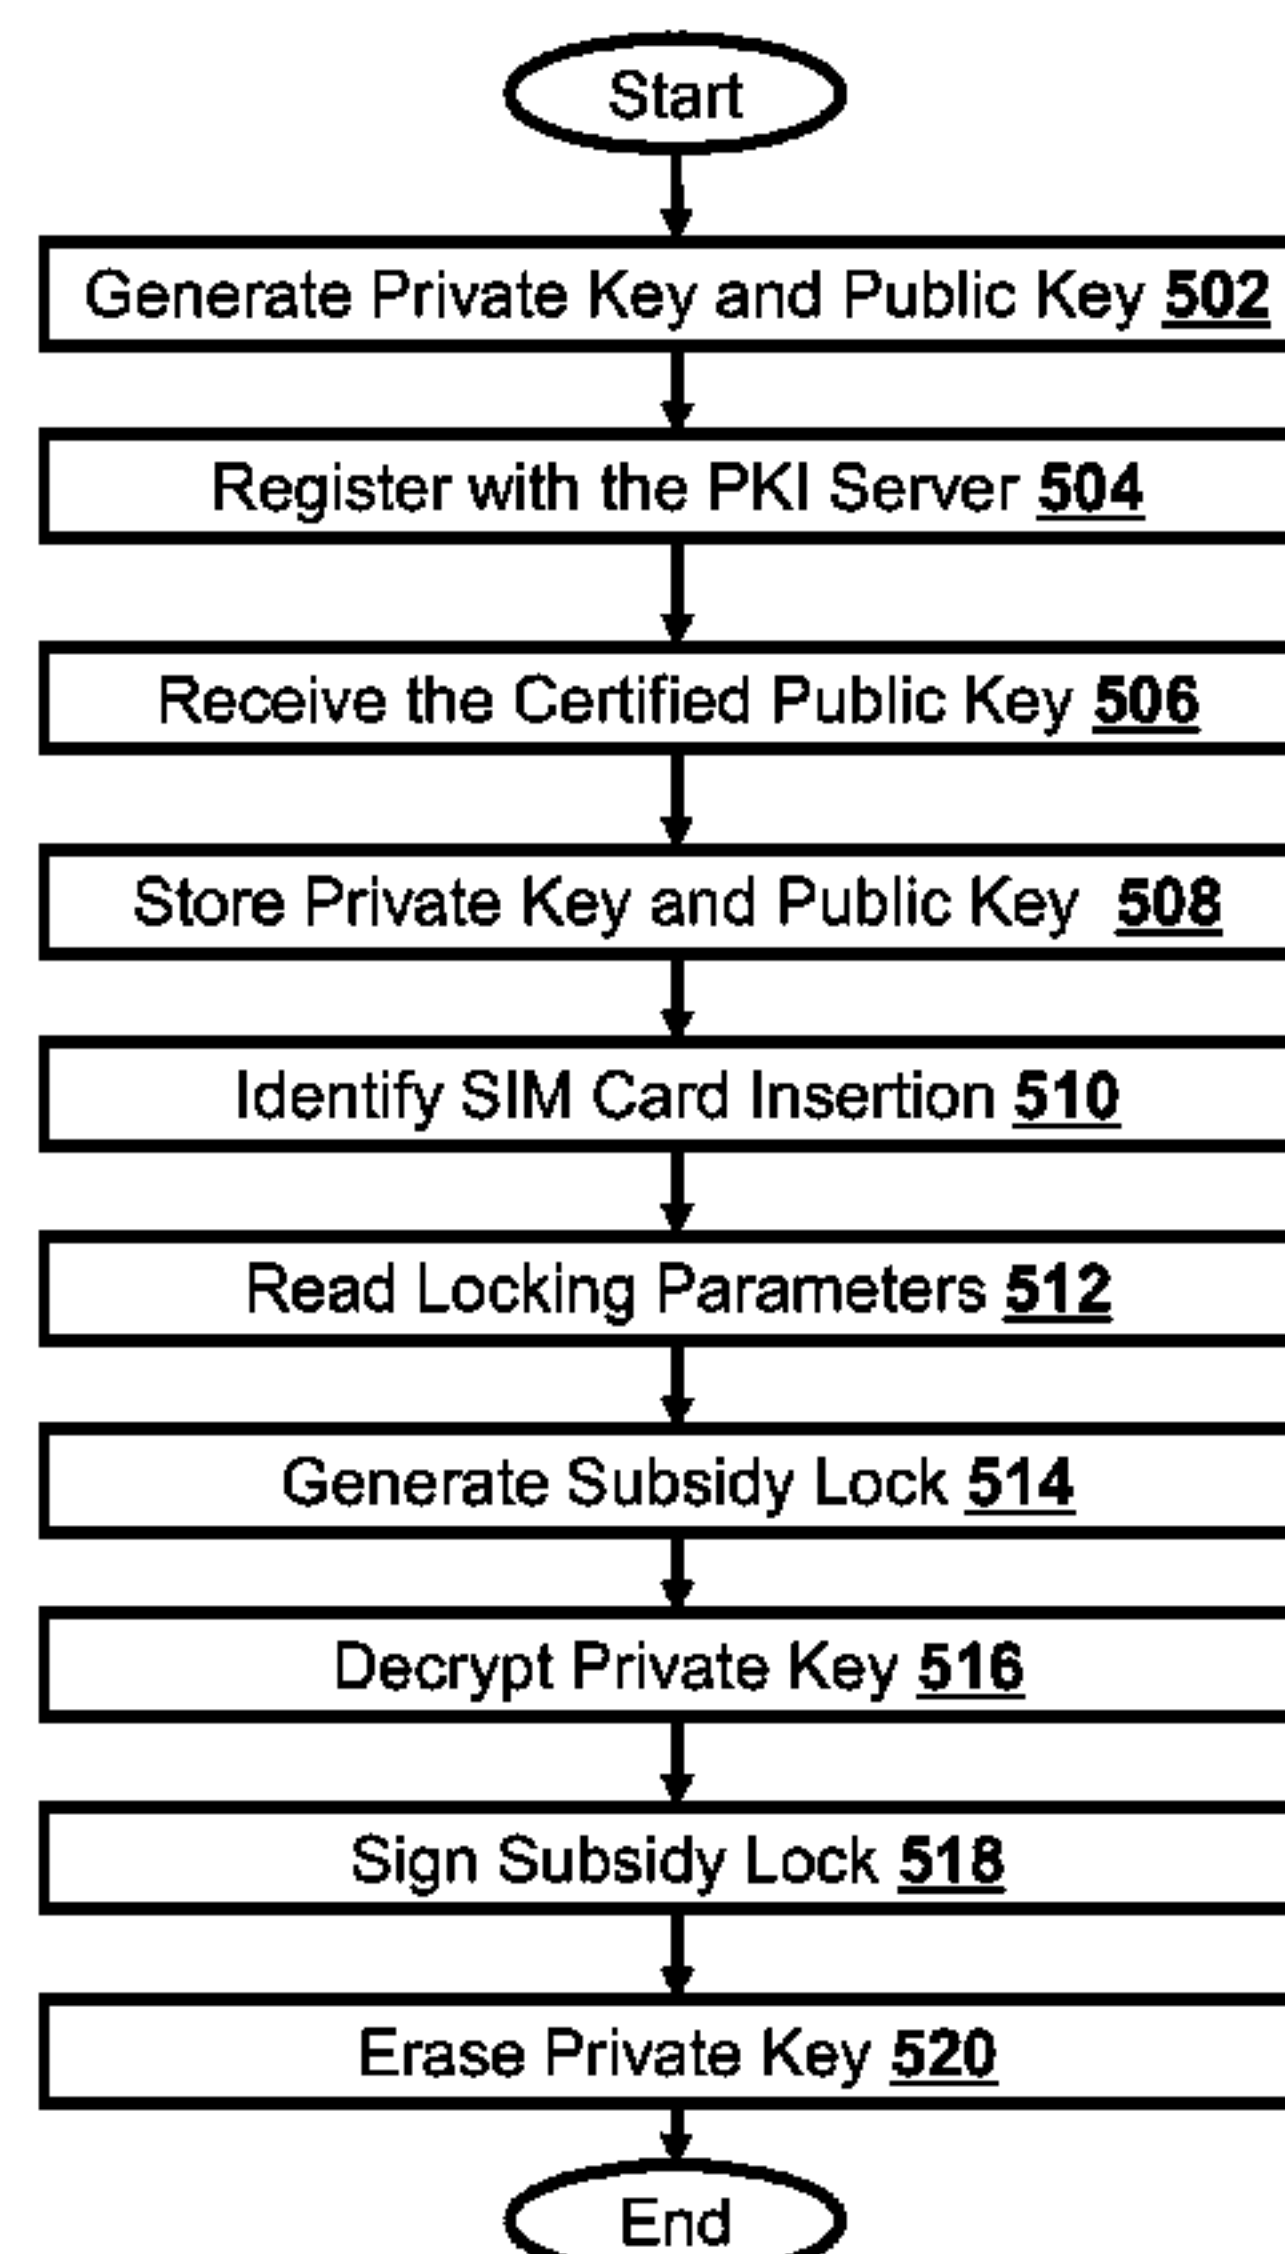 Start
Generate Private Key and Public Key 502
Register with the PKI Server 504
Receive the Certified Public Key 506
Store Private Key and Public Key 508
Identify SIM Card Insertion 510
Read Locking Parameters 512
Generate Subsidy Lock 514
Decrypt Private Key 516
Sign Subsidy Lock 518
Erase Private Key 520
End